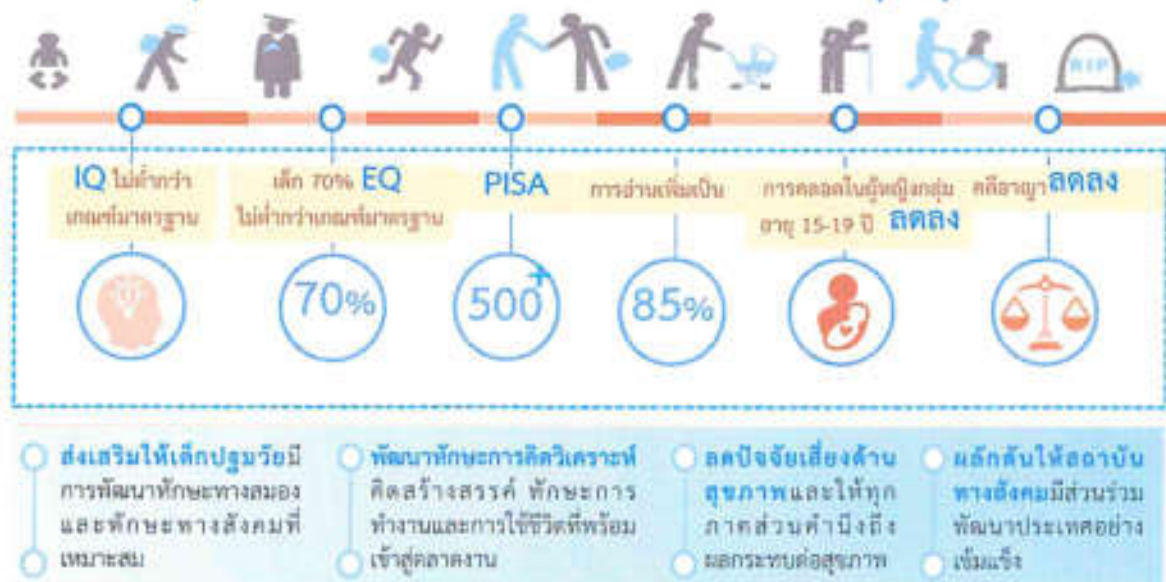 RIP
IQ ไม่ต่ำกว่า
เกณฑ์มาตรฐาน
เด็ก 70% EQ
ไม่ต่ำกว่าเกณฑ์มาตรฐาน
PISA
การอ่านเพิ่มเป็น
การคลอดในผู้หญิงกลุ่ม
อายุ 15-19 ปี ลดลง
คดีอาญาลดลง
70%
500+
85%
ส่งเสริมให้เด็กปฐมวัยมี
การพัฒนาทักษะทางสมอง
และทักษะทางสังคมที่
เหมาะสม
พัฒนาทักษะการคิดวิเคราะห์
คิดสร้างสรรค์ ทักษะการ
ทำงานและการใช้ชีวิตที่พร้อม
เข้าสู่ตลาดงาน
ลดปัจจัยเสี่ยงด้าน
สุขภาพและให้ทุก
ภาคส่วนคำนึงถึง
ผลกระทบต่อสุขภาพ
ผลักดันให้สถาบัน
ทางสังคมมีส่วนร่วม
พัฒนาประเทศอย่าง
เข้มแข็ง